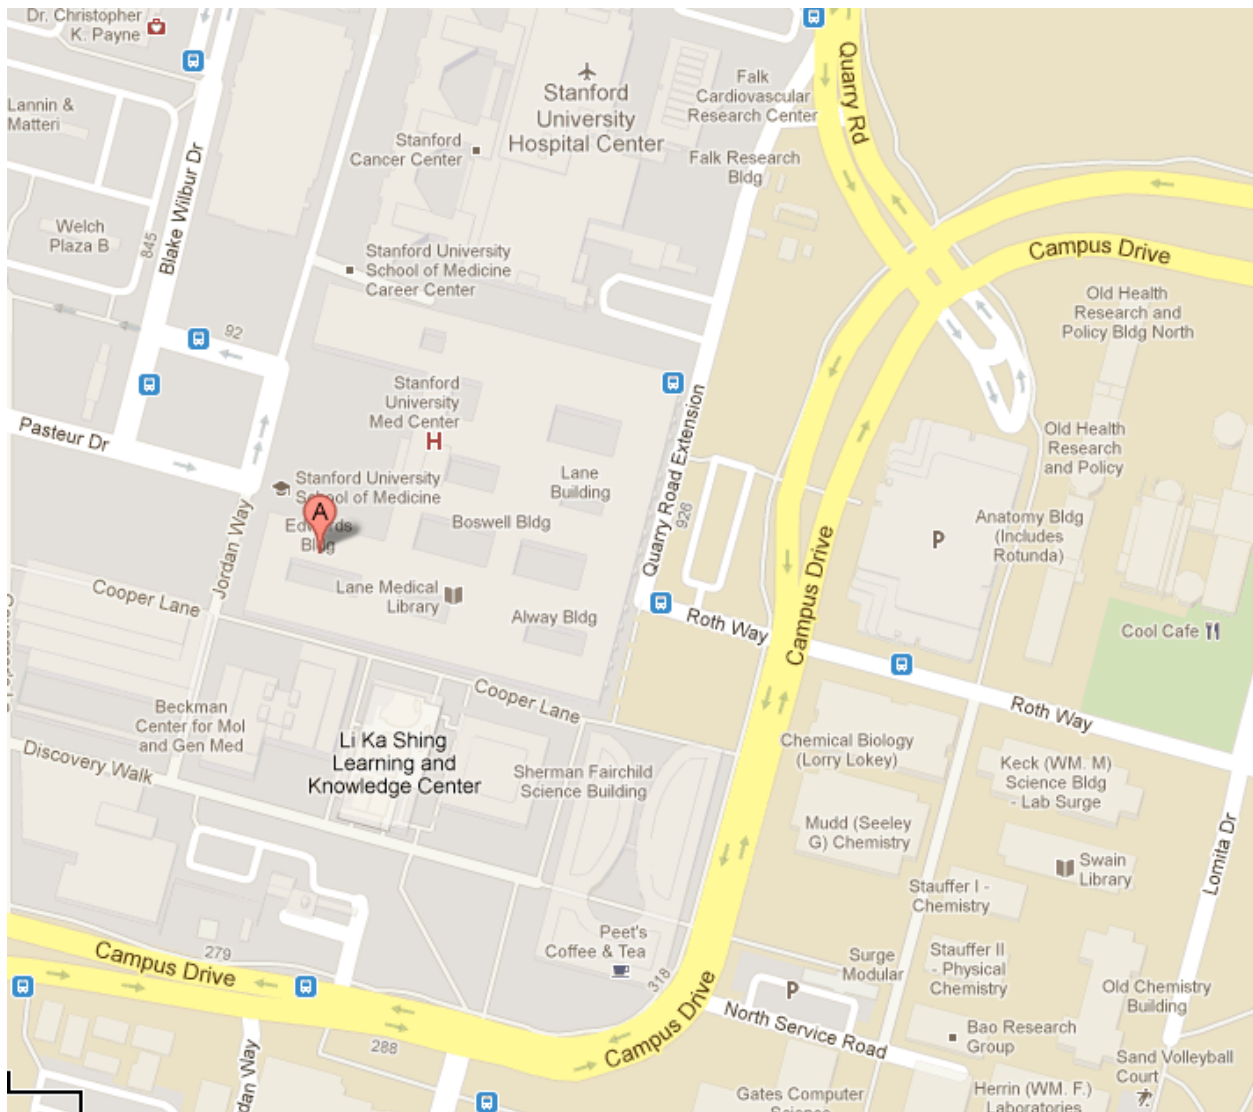 Dr. Christopher
K. Payne
Lannin &
Matteri
Welch
Plaza B
845
Blake Wilbur Dr
Stanford
Cancer Center
Stanford
University
Hospital Center
Falk
Cardiovascular
Research Center
Falk Research
Bldg
Quarry Rd
Campus Drive
Stanford University
School of Medicine
Career Center
Old Health
Research and
Policy Bldg North
92
Stanford
University
Med Center
H
Pasteur Dr
Quarry Road Extension
926
Old Health
Research
and Policy
Stanford University
School of Medicine
A
Edwards
Bldg
Lane
Building
Boswell Bldg
Jordan Way
P
Anatomy Bldg
(Includes
Rotunda)
Cooper Lane
Lane Medical
Library
Alway Bldg
Roth Way
Campus Drive
Cool Cafe
Cooper Lane
Roth Way
Beckman
Center for Mol
and Gen Med
Discovery Walk
Li Ka Shing
Learning and
Knowledge Center
Sherman Fairchild
Science Building
Chemical Biology
(Lorry Lokey)
Keck (WM. M)
Science Bldg
- Lab Surge
Mudd (Seeley
G) Chemistry
Swain
Library
Lomita Dr
Stauffer I -
Chemistry
Peet's
Coffee & Tea
318
279
Campus Drive
Surge
Modular
Stauffer II
- Physical
Chemistry
P
Old Chemistry
Building
Campus Drive
North Service Road
288
Bao Research
Group
Sand Volleyball
Court
dan Way
Gates Computer
Science
Herrin (WM. F.)
Laboratories